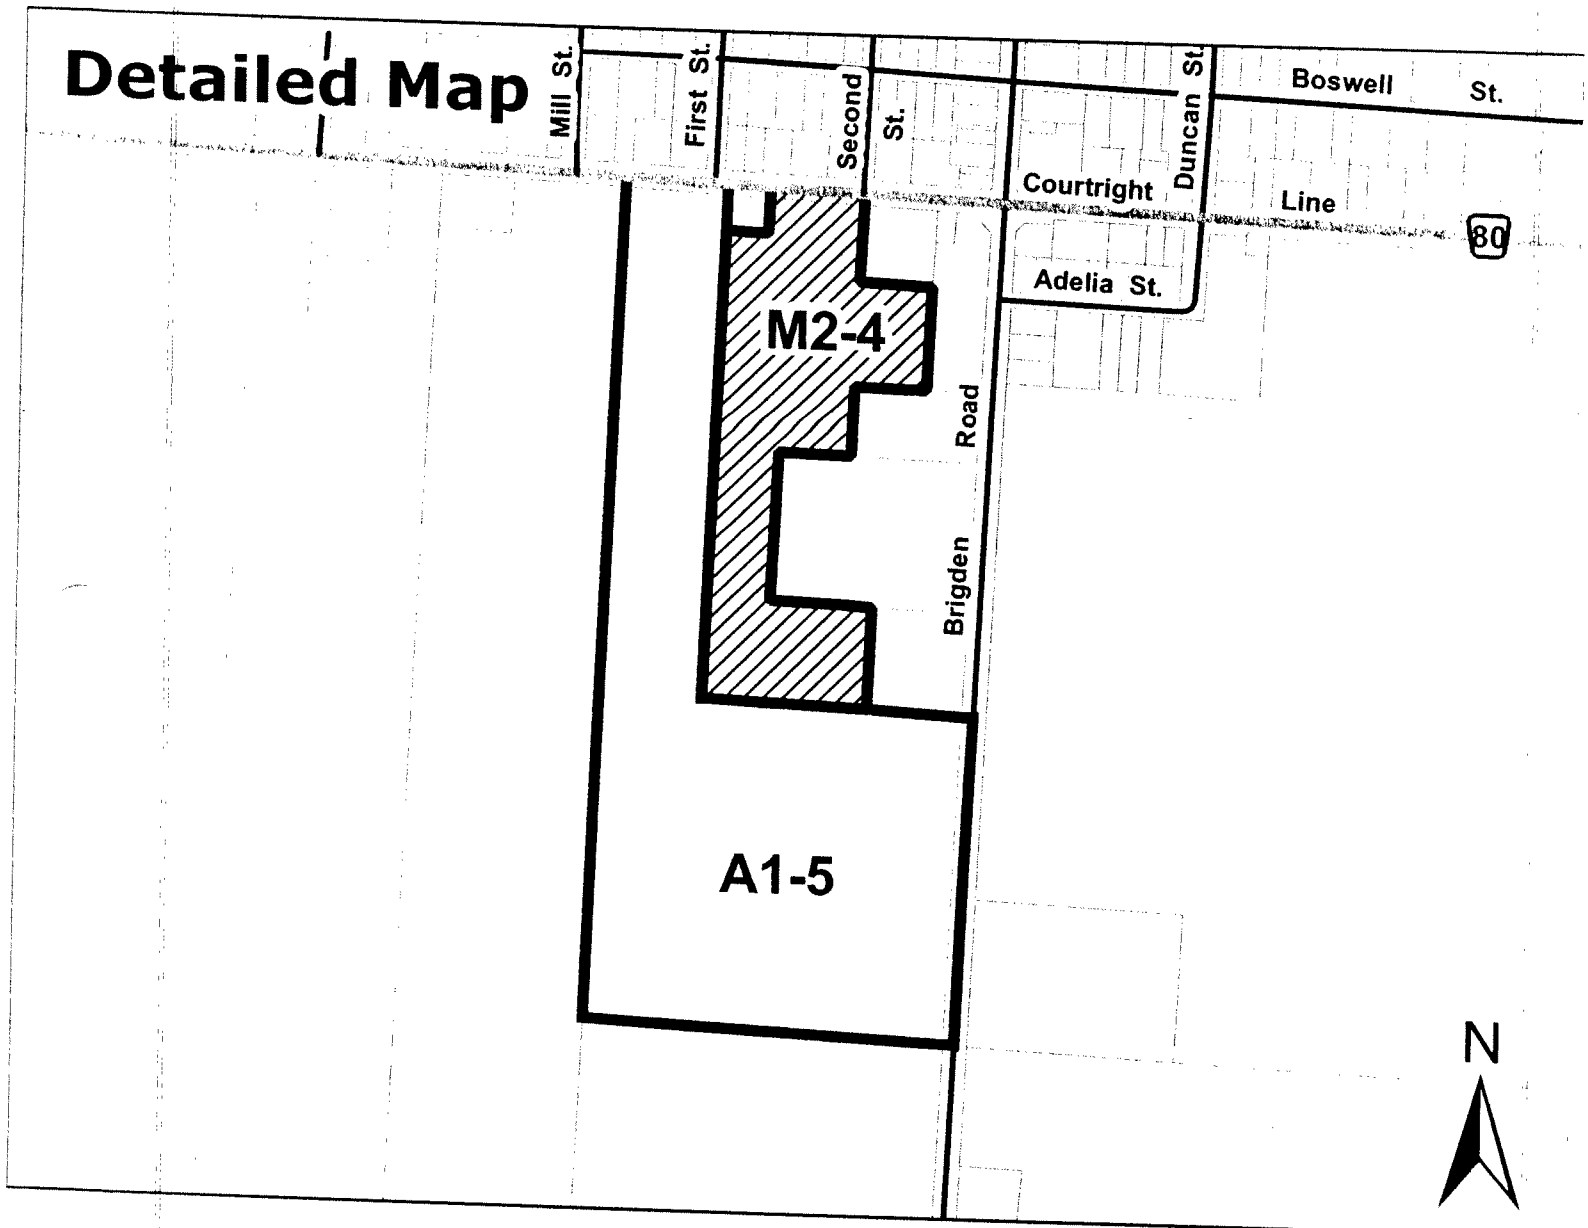 Detailed Map
Mill St.
First St.
Second
St.
Duncan St.
Boswell St.
Courtright Line
80
Adelia St.
M2-4
Brigden Road
A1-5
N